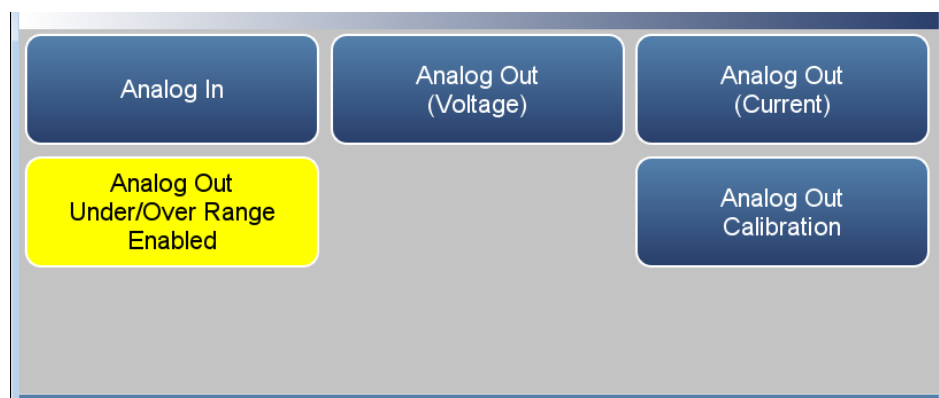 Analog In
Analog Out
(Voltage)
Analog Out
(Current)
Analog Out
Under/Over Range
Enabled
Analog Out
Calibration